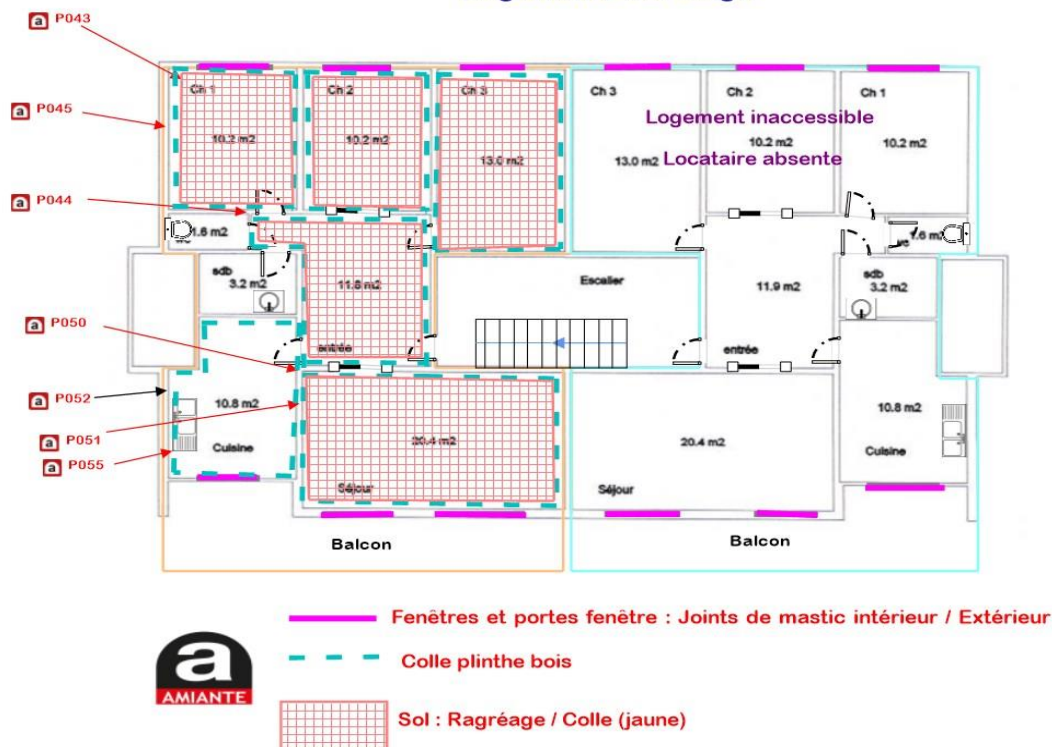 P043
P045
P044
P050
P052
P051
P055
Ch 1
10.2 m2
Ch 2
10.2 m2
Ch 3
13.0 m2
Ch 3
13.0 m2
Ch 2
10.2 m2
Ch 1
10.2 m2
Logement inaccessible
Locataire absente
wc
1.6 m2
sdb
3.2 m2
11.8 m2
entrée
Escalier
11.9 m2
entrée
wc
1.6 m2
sdb
3.2 m2
10.8 m2
Cuisine
20.4 m2
Séjour
20.4 m2
Séjour
10.8 m2
Cuisine
Balcon
Balcon
Fenêtres et portes fenêtre : Joints de mastic intérieur / Extérieur
a
AMIANTE
Colle plinthe bois
Sol : Ragréage / Colle (jaune)